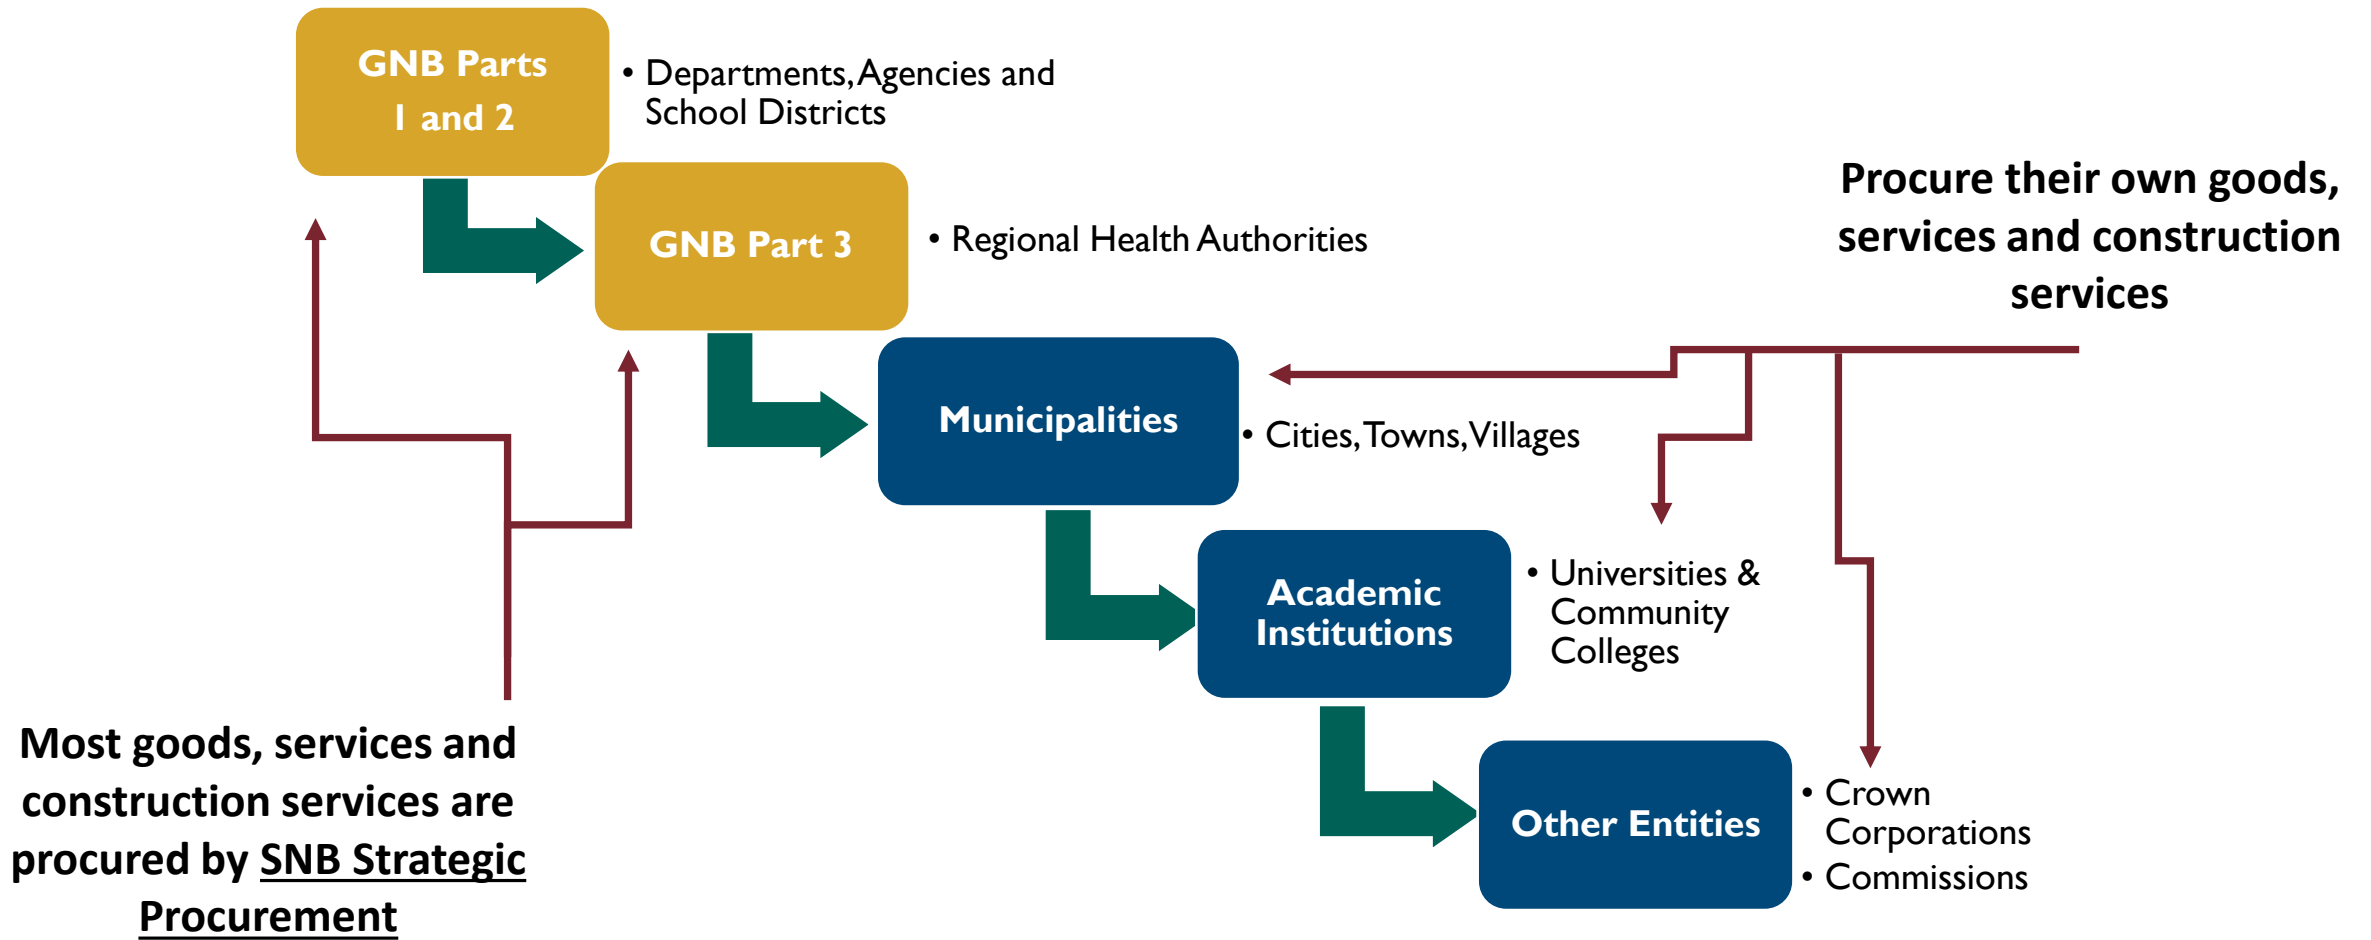 GNB Parts
1 and 2
• Departments, Agencies and
School Districts
GNB Part 3
• Regional Health Authorities
Procure their own goods,
services and construction
services
Municipalities
• Cities, Towns, Villages
Academic
Institutions
• Universities &
Community
Colleges
Most goods, services and
construction services are
procured by SNB Strategic
Procurement
Other Entities
• Crown
Corporations
• Commissions